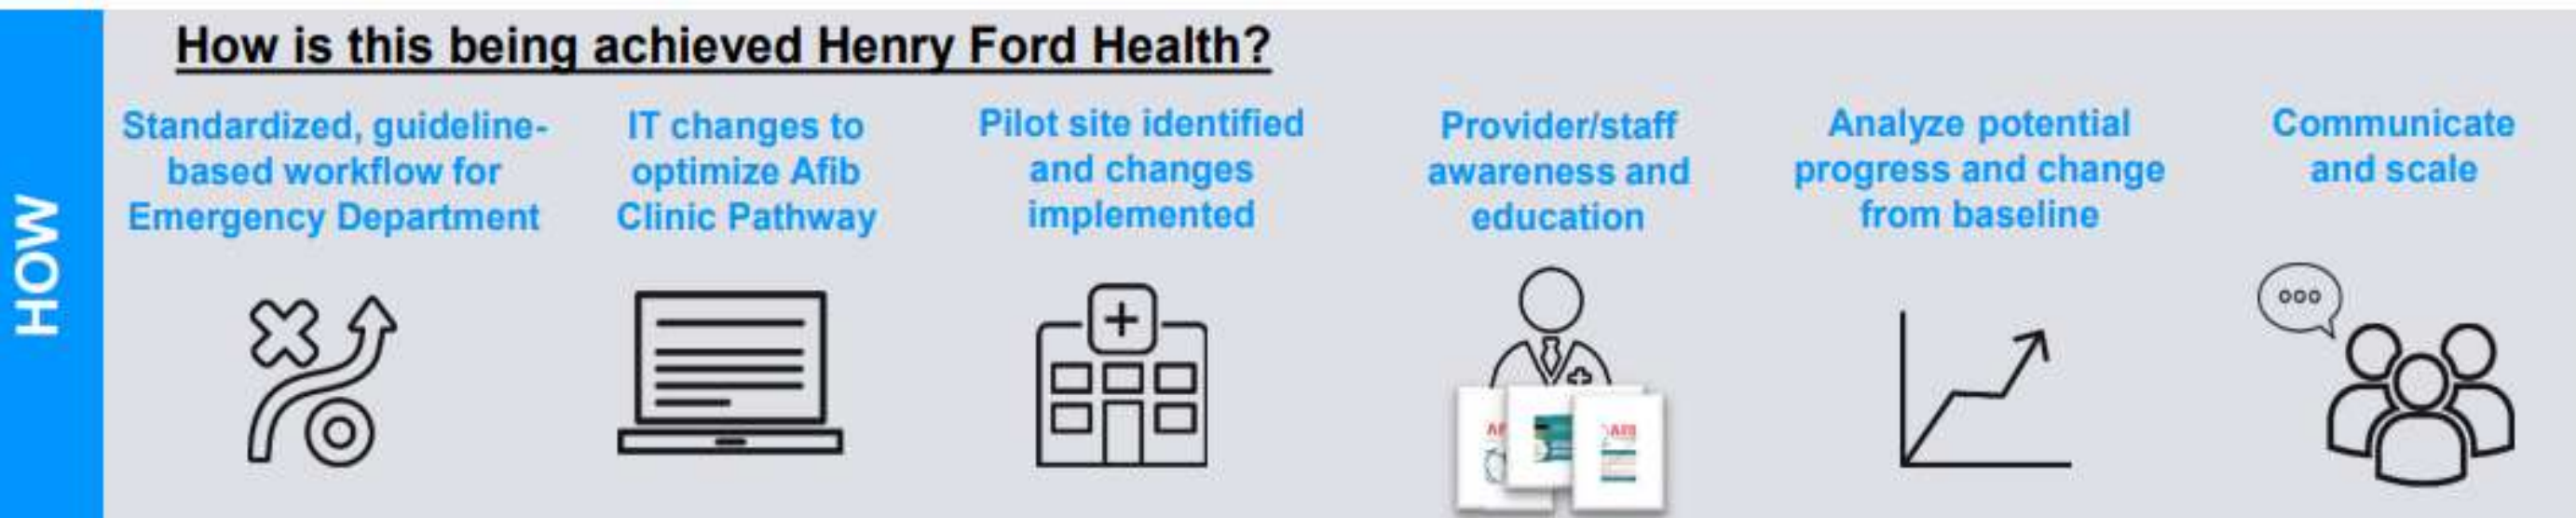 How is this being achieved Henry Ford Health?
HOW
Standardized, guideline-
based workflow for
Emergency Department
IT changes to
optimize Afib
Clinic Pathway
Pilot site identified
and changes
implemented
Provider/staff
awareness and
education
Analyze potential
progress and change
from baseline
Communicate
and scale